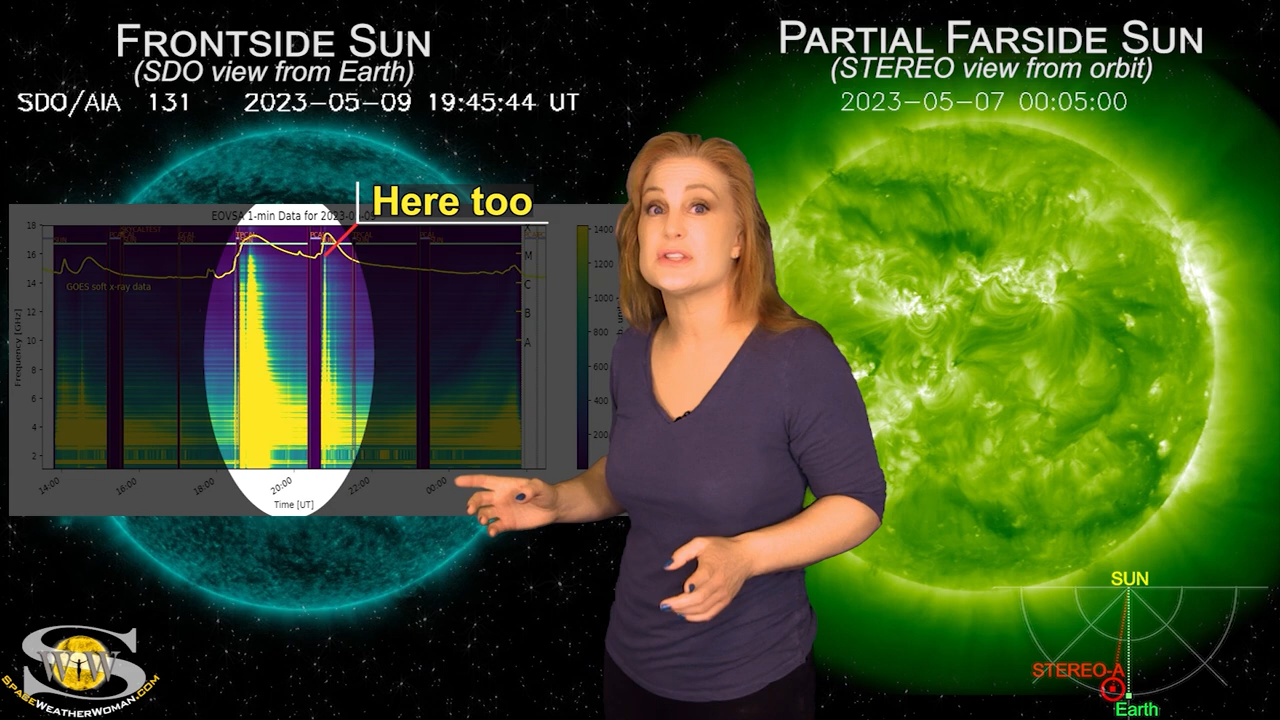 FRONTSIDE SUN
(SDO view from Earth)
SDO/AIA 131 2023-05-09 19:45:44 UT
PARTIAL FARSIDE SUN
(STEREO view from orbit)
2023-05-07 00:05:00
Here too
EOVSA 1-min Data for 2023-0
GOES soft x-ray data
Frequency [GHz]
18
16
14
12
10
8
6
4
2
M
C
B
A
1400
1200
1000
800
600
400
200
14:00
16:00
18:00
20:00
22:00
00:00
Time [UT]
SUN
STEREO-A
Earth
SWW
SPACEWEATHERWOMAN.COM